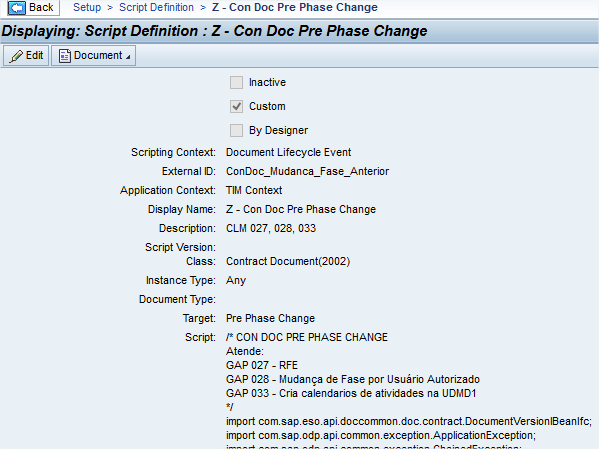 Back Setup > Script Definition > Z - Con Doc Pre Phase Change
Displaying: Script Definition : Z - Con Doc Pre Phase Change
Edit Document
Inactive
Custom
By Designer
Scripting Context: Document Lifecycle Event
External ID: ConDoc_Mudanca_Fase_Anterior
Application Context: TIM Context
Display Name: Z - Con Doc Pre Phase Change
Description: CLM 027, 028, 033
Script Version:
Class: Contract Document(2002)
Instance Type: Any
Document Type:
Target: Pre Phase Change
Script: /* CON DOC PRE PHASE CHANGE
Atende:
GAP 027 - RFE
GAP 028 - Mudança de Fase por Usuário Autorizado
GAP 033 - Cria calendarios de atividades na UDMD1
*/
import com.sap.eso.api.doccommon.doc.contract.DocumentVersionIBeanIfc;
import com.sap.odp.api.common.exception.ApplicationException;
import com.sap.odp.api.common.exception.ChainedException;